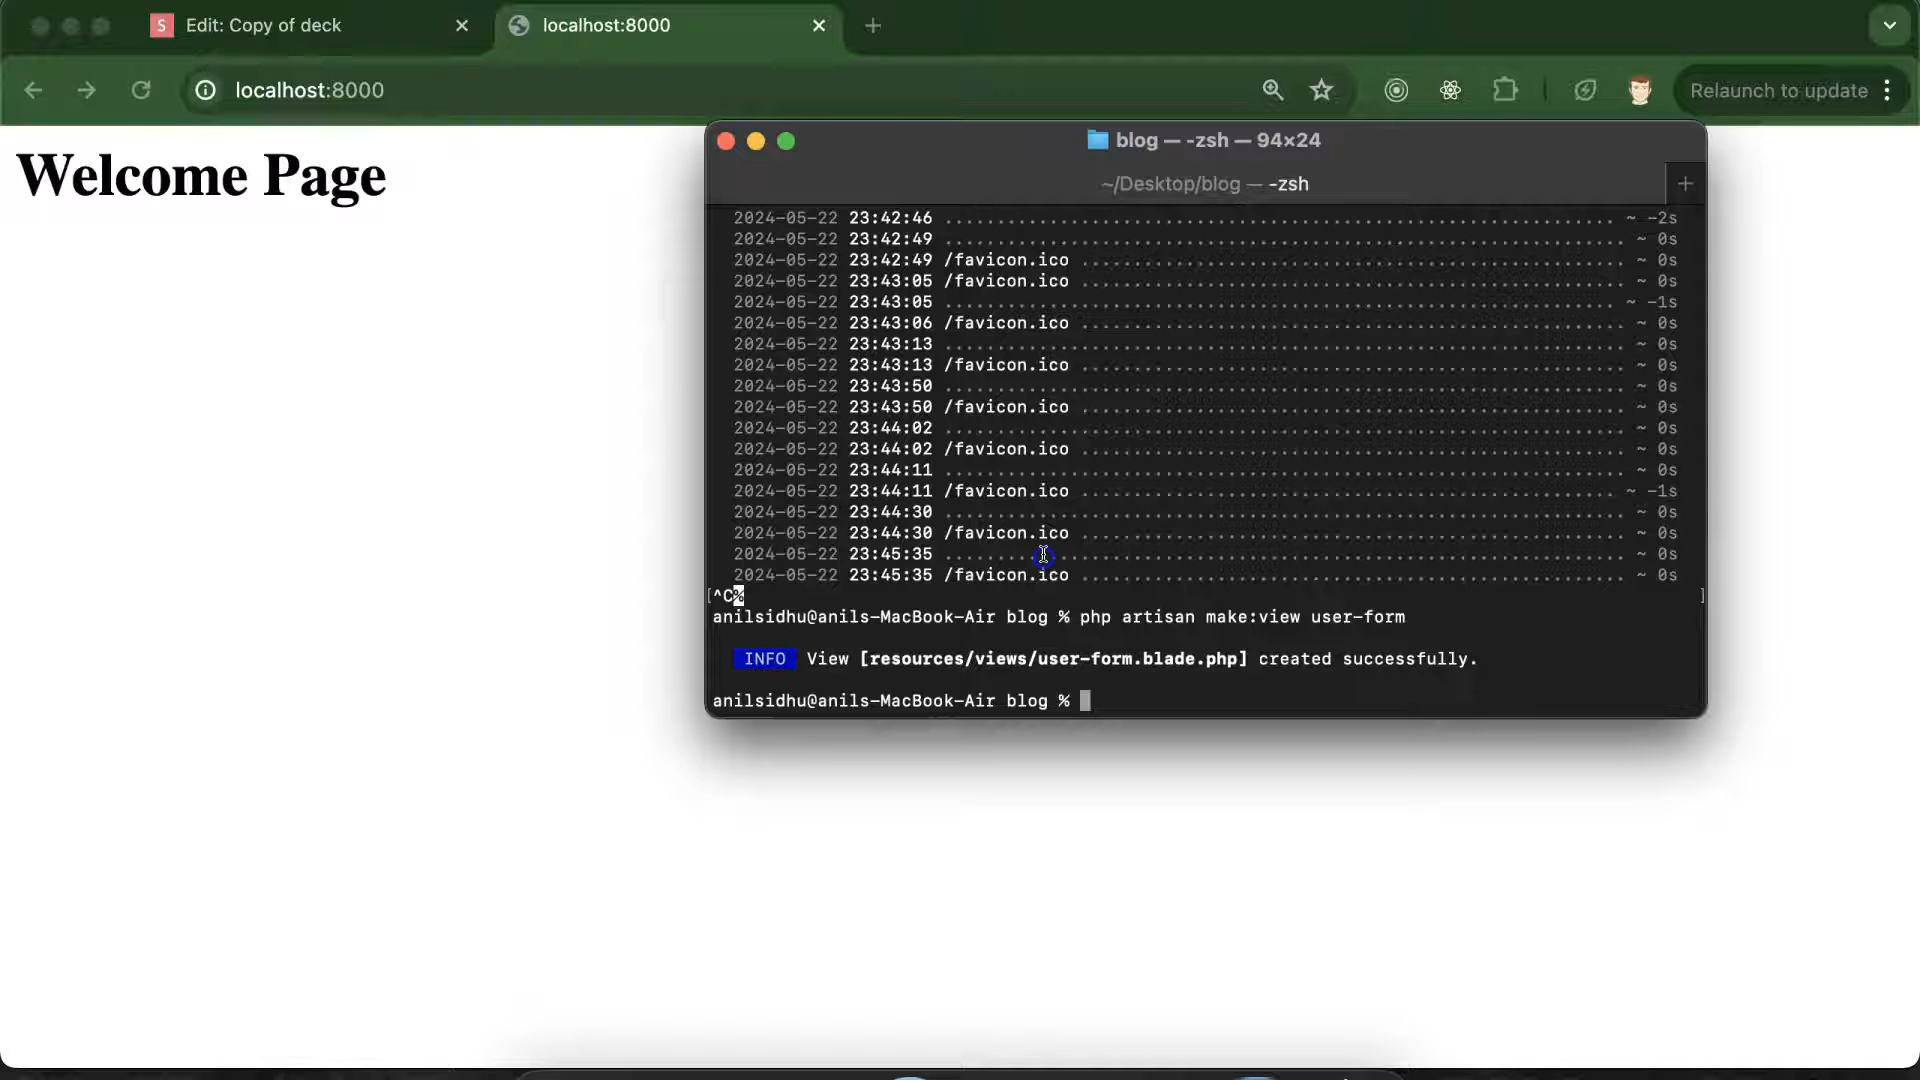 Edit: Copy of deck
localhost:8000
localhost:8000
Relaunch to update
Welcome Page
blog — -zsh — 94×24
~/Desktop/blog — -zsh
2024-05-22 23:42:46 ................................................................ ~ -2s
2024-05-22 23:42:49 ................................................................. ~ 0s
2024-05-22 23:42:49 /favicon.ico .................................................... ~ 0s
2024-05-22 23:43:05 /favicon.ico .................................................... ~ 0s
2024-05-22 23:43:05 ................................................................ ~ -1s
2024-05-22 23:43:06 /favicon.ico .................................................... ~ 0s
2024-05-22 23:43:13 ................................................................. ~ 0s
2024-05-22 23:43:13 /favicon.ico .................................................... ~ 0s
2024-05-22 23:43:50 ................................................................. ~ 0s
2024-05-22 23:43:50 /favicon.ico .................................................... ~ 0s
2024-05-22 23:44:02 ................................................................. ~ 0s
2024-05-22 23:44:02 /favicon.ico .................................................... ~ 0s
2024-05-22 23:44:11 ................................................................. ~ 0s
2024-05-22 23:44:11 /favicon.ico ................................................... ~ -1s
2024-05-22 23:44:30 ................................................................. ~ 0s
2024-05-22 23:44:30 /favicon.ico .................................................... ~ 0s
2024-05-22 23:45:35 ................................................................. ~ 0s
2024-05-22 23:45:35 /favicon.ico .................................................... ~ 0s
[^C% ]
anilsidhu@anils-MacBook-Air blog % php artisan make:view user-form
INFO View [resources/views/user-form.blade.php] created successfully.
anilsidhu@anils-MacBook-Air blog %